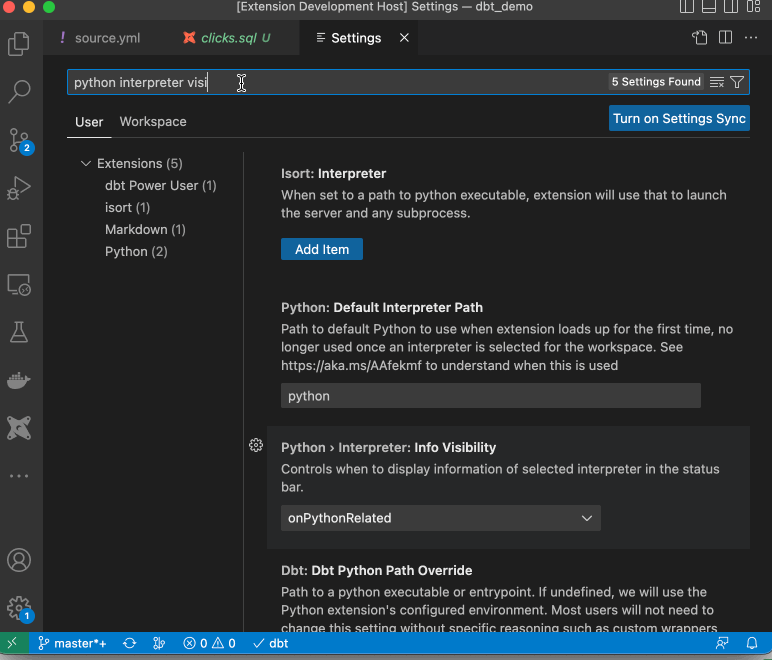 [Extension Development Host] Settings — dbt_demo
! source.yml
clicks.sql U
Settings
python interpreter visi
5 Settings Found
User Workspace
Turn on Settings Sync
Extensions (5)
dbt Power User (1)
isort (1)
Markdown (1)
Python (2)
Isort: Interpreter
When set to a path to python executable, extension will use that to launch
the server and any subprocess.
Add Item
Python: Default Interpreter Path
Path to default Python to use when extension loads up for the first time, no
longer used once an interpreter is selected for the workspace. See
https://aka.ms/AAfekmf to understand when this is used
python
Python › Interpreter: Info Visibility
Controls when to display information of selected interpreter in the status
bar.
onPythonRelated
Dbt: Dbt Python Path Override
Path to a python executable or entrypoint. If undefined, we will use the
Python extension's configured environment. Most users will not need to
change this setting without specific reasoning such as custom wrappers
2
1
master*+
0 0
dbt